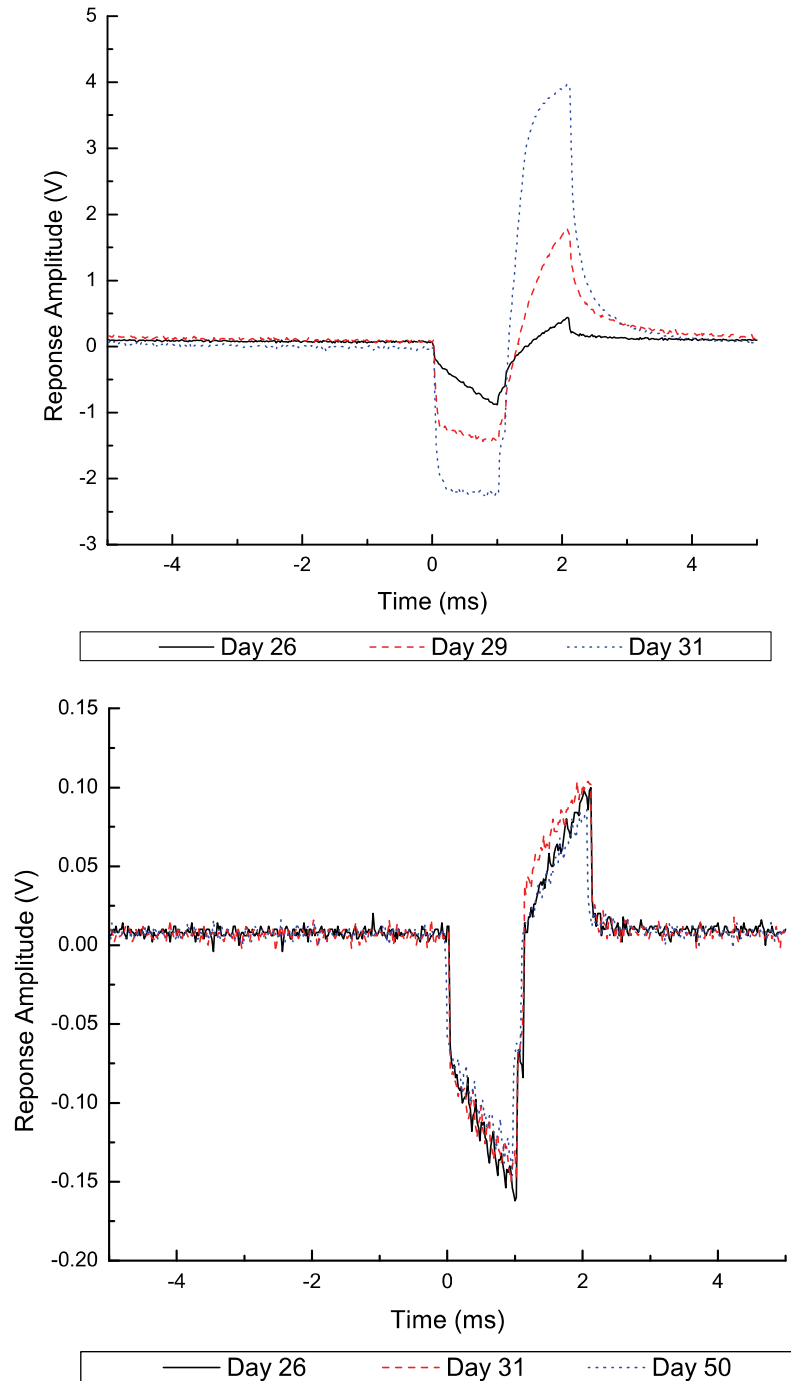 5
4
3
2
1
0
-1
-2
-3
Reponse Amplitude (V)
-4 -2 0 2 4
Time (ms)
Day 26 Day 29 Day 31
0.15
0.10
0.05
0.00
-0.05
-0.10
-0.15
-0.20
Reponse Amplitude (V)
-4 -2 0 2 4
Time (ms)
Day 26 Day 31 Day 50